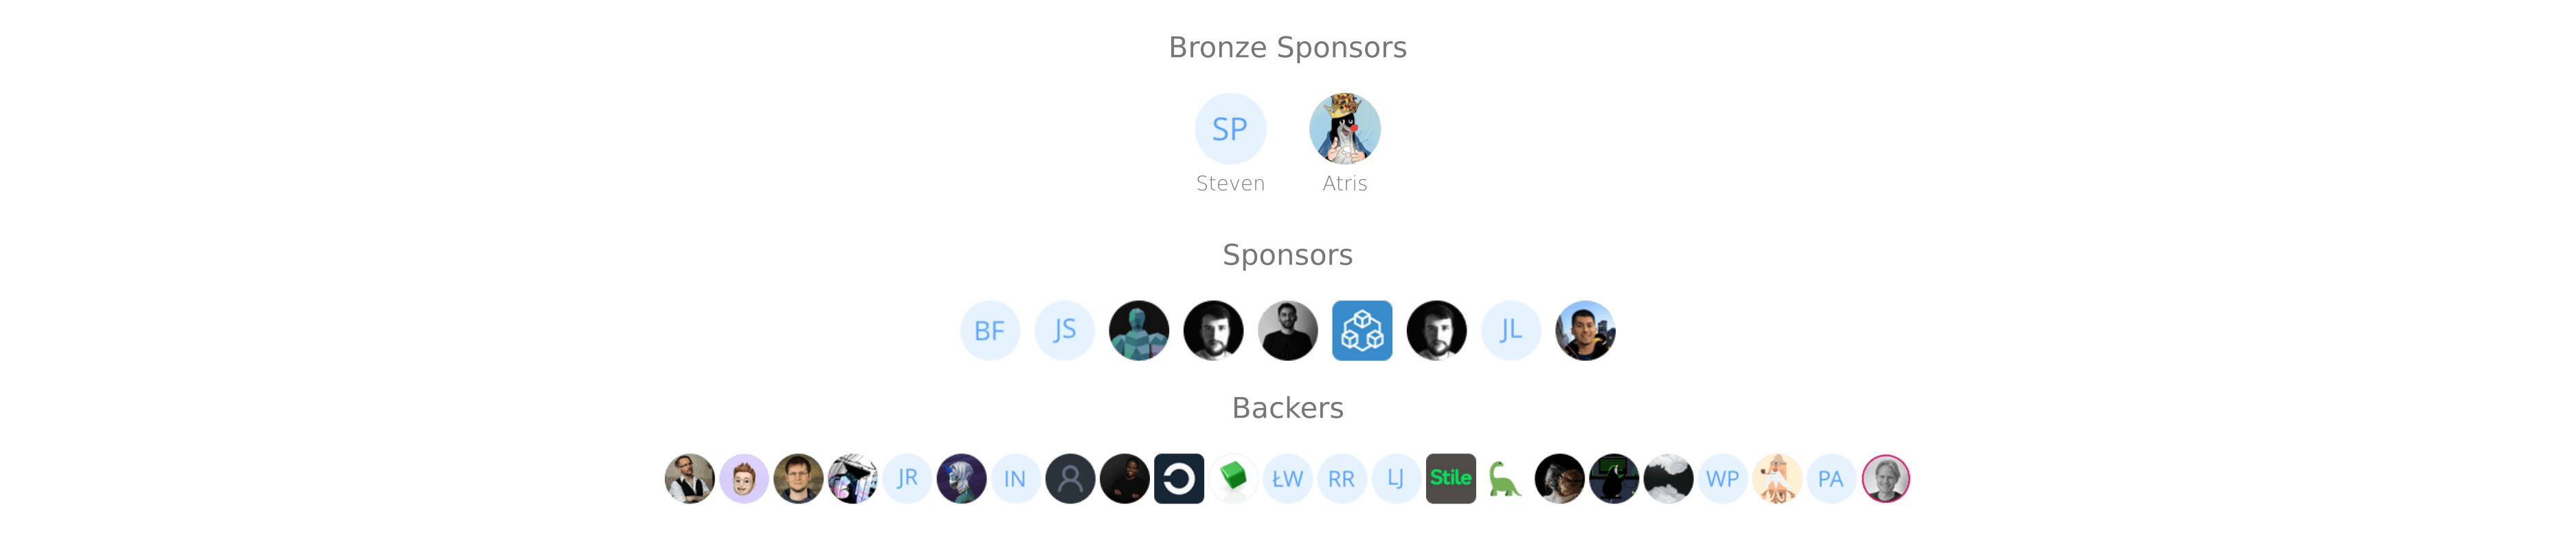 Bronze Sponsors
SP
Steven Atris
Sponsors
BF JS JL
Backers
JR IN ŁW RR LJ Stile WP PA